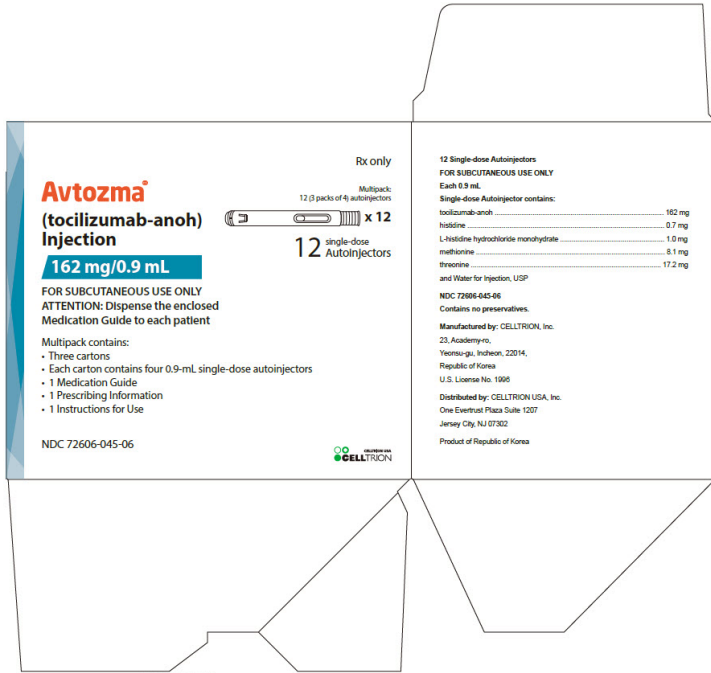 Rx only
Avtozma®
(tocilizumab-anoh)
Injection
162 mg/0.9 mL
Multipack:
12 (3 packs of 4) autoinjectors
x 12
12 single-dose
AutoInjectors
FOR SUBCUTANEOUS USE ONLY
ATTENTION: Dispense the enclosed
Medication Guide to each patient
Multipack contains:
• Three cartons
• Each carton contains four 0.9-mL single-dose autoinjectors
• 1 Medication Guide
• 1 Prescribing Information
• 1 Instructions for Use
NDC 72606-045-06
CELLTRION USA
CELLTRION
12 Single-dose Autoinjectors
FOR SUBCUTANEOUS USE ONLY
Each 0.9 mL
Single-dose Autoinjector contains:
tocilizumab-anoh ... 162 mg
histidine ... 0.7 mg
L-histidine hydrochloride monohydrate ... 1.0 mg
methionine ... 8.1 mg
threonine ... 17.2 mg
and Water for Injection, USP
NDC 72606-045-06
Contains no preservatives.
Manufactured by: CELLTRION, Inc.
23, Academy-ro,
Yeonsu-gu, Incheon, 22014,
Republic of Korea
U.S. License No. 1996
Distributed by: CELLTRION USA, Inc.
One Evertrust Plaza Suite 1207
Jersey City, NJ 07302
Product of Republic of Korea